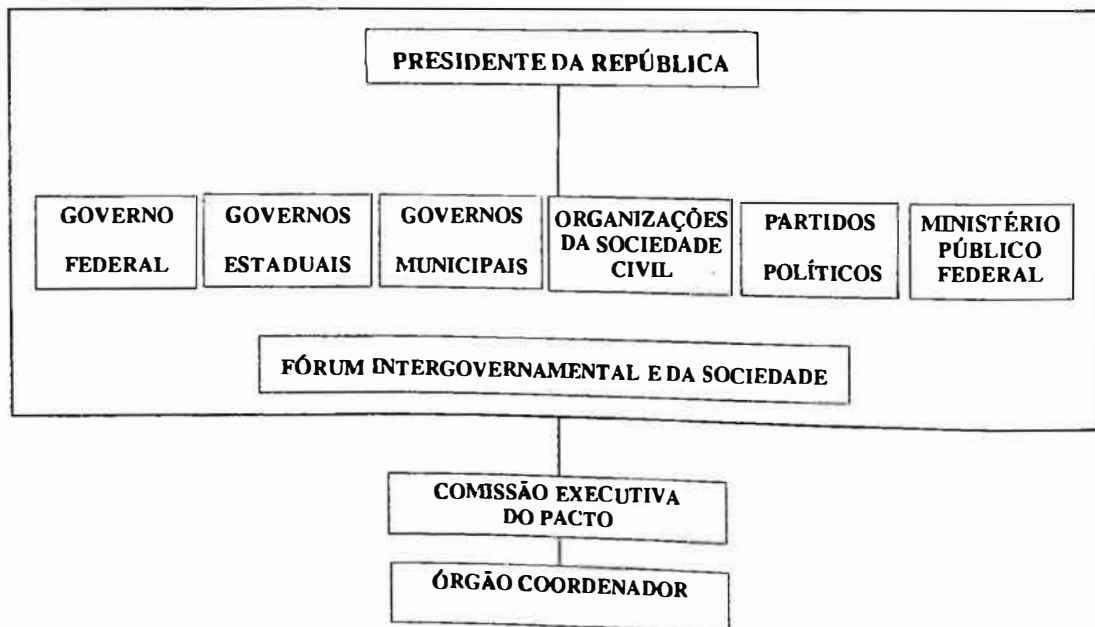 PRESIDENTE DA REPÚBLICA
GOVERNO
FEDERAL
GOVERNOS
ESTADUAIS
GOVERNOS
MUNICIPAIS
ORGANIZAÇÕES
DA SOCIEDADE
CIVIL
PARTIDOS
POLÍTICOS
MINISTÉRIO
PÚBLICO
FEDERAL
FÓRUM INTERGOVERNAMENTAL E DA SOCIEDADE
COMISSÃO EXECUTIVA
DO PACTO
ÓRGÃO COORDENADOR